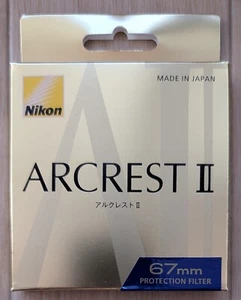 MADE IN JAPAN
Nikon
ARCREST II
アルクレストII
67mm
PROTECTION FILTER